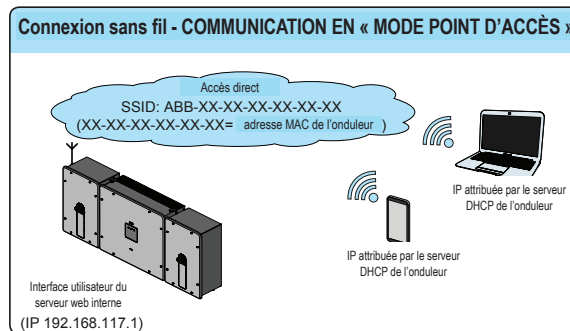 Connexion sans fil - COMMUNICATION EN « MODE POINT D'ACCÈS »
Accès direct
SSID: ABB-XX-XX-XX-XX-XX-XX
(XX-XX-XX-XX-XX-XX= adresse MAC de l'onduleur )
IP attribuée par le serveur
DHCP de l'onduleur
IP attribuée par le serveur
DHCP de l'onduleur
Interface utilisateur du
serveur web interne
(IP 192.168.117.1)